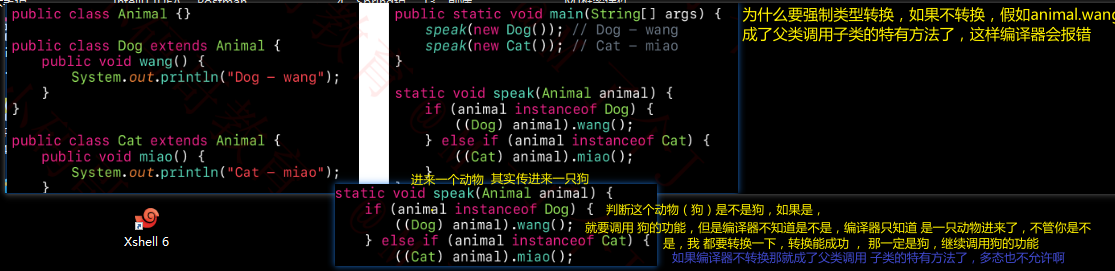 public class Animal {}
public class Dog extends Animal {
public void wang() {
System.out.println("Dog - wang");
}
}
public class Cat extends Animal {
public void miao() {
System.out.println("Cat - miao");
}
public static void main(String[] args) {
speak(new Dog()); // Dog - wang
speak(new Cat()); // Cat - miao
}
static void speak(Animal animal) {
if (animal instanceof Dog) {
((Dog) animal).wang();
} else if (animal instanceof Cat) {
((Cat) animal).miao();
}
为什么要强制类型转换，如果不转换，假如animal.wang
成了父类调用子类的特有方法了，这样编译器会报错
进来一个动物 其实传进来一只狗
static void speak(Animal animal) {
if (animal instanceof Dog) { 判断这个动物（狗）是不是狗，如果是，
((Dog) animal).wang(); 就要调用 狗的功能，但是编译器不知道是不是，编译器只知道 是一只动物进来了，不管你是不
} else if (animal instanceof Cat) { 是，我 都要转换一下，转换能成功 ， 那一定是狗，继续调用狗的功能
((Cat) animal).miao(); 如果编译器不转换那就成了父类调用 子类的特有方法了，多态也不允许啊
Xshell 6